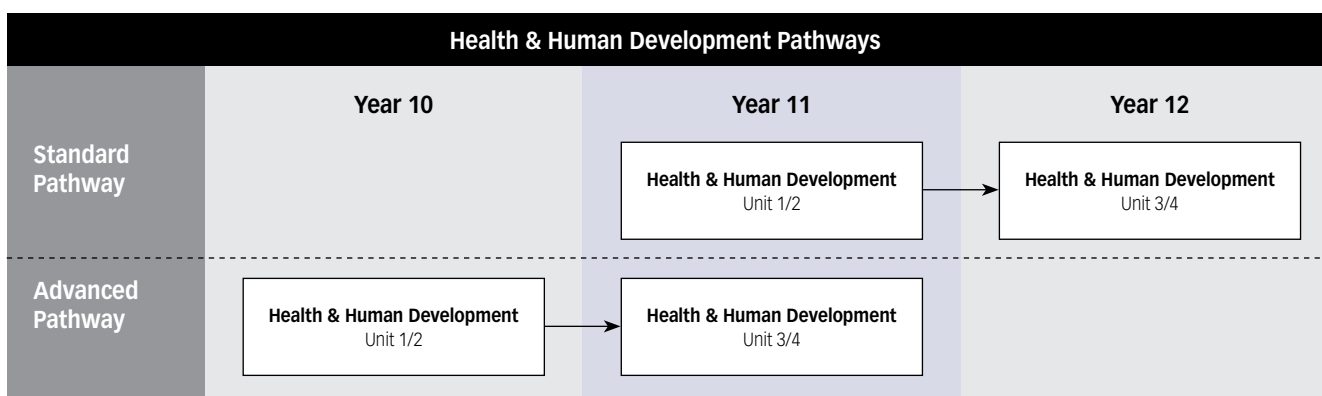 Health & Human Development Pathways
Year 10
Year 11
Year 12
Standard
Pathway
Health & Human Development
Unit 1/2
Health & Human Development
Unit 3/4
Advanced
Pathway
Health & Human Development
Unit 1/2
Health & Human Development
Unit 3/4